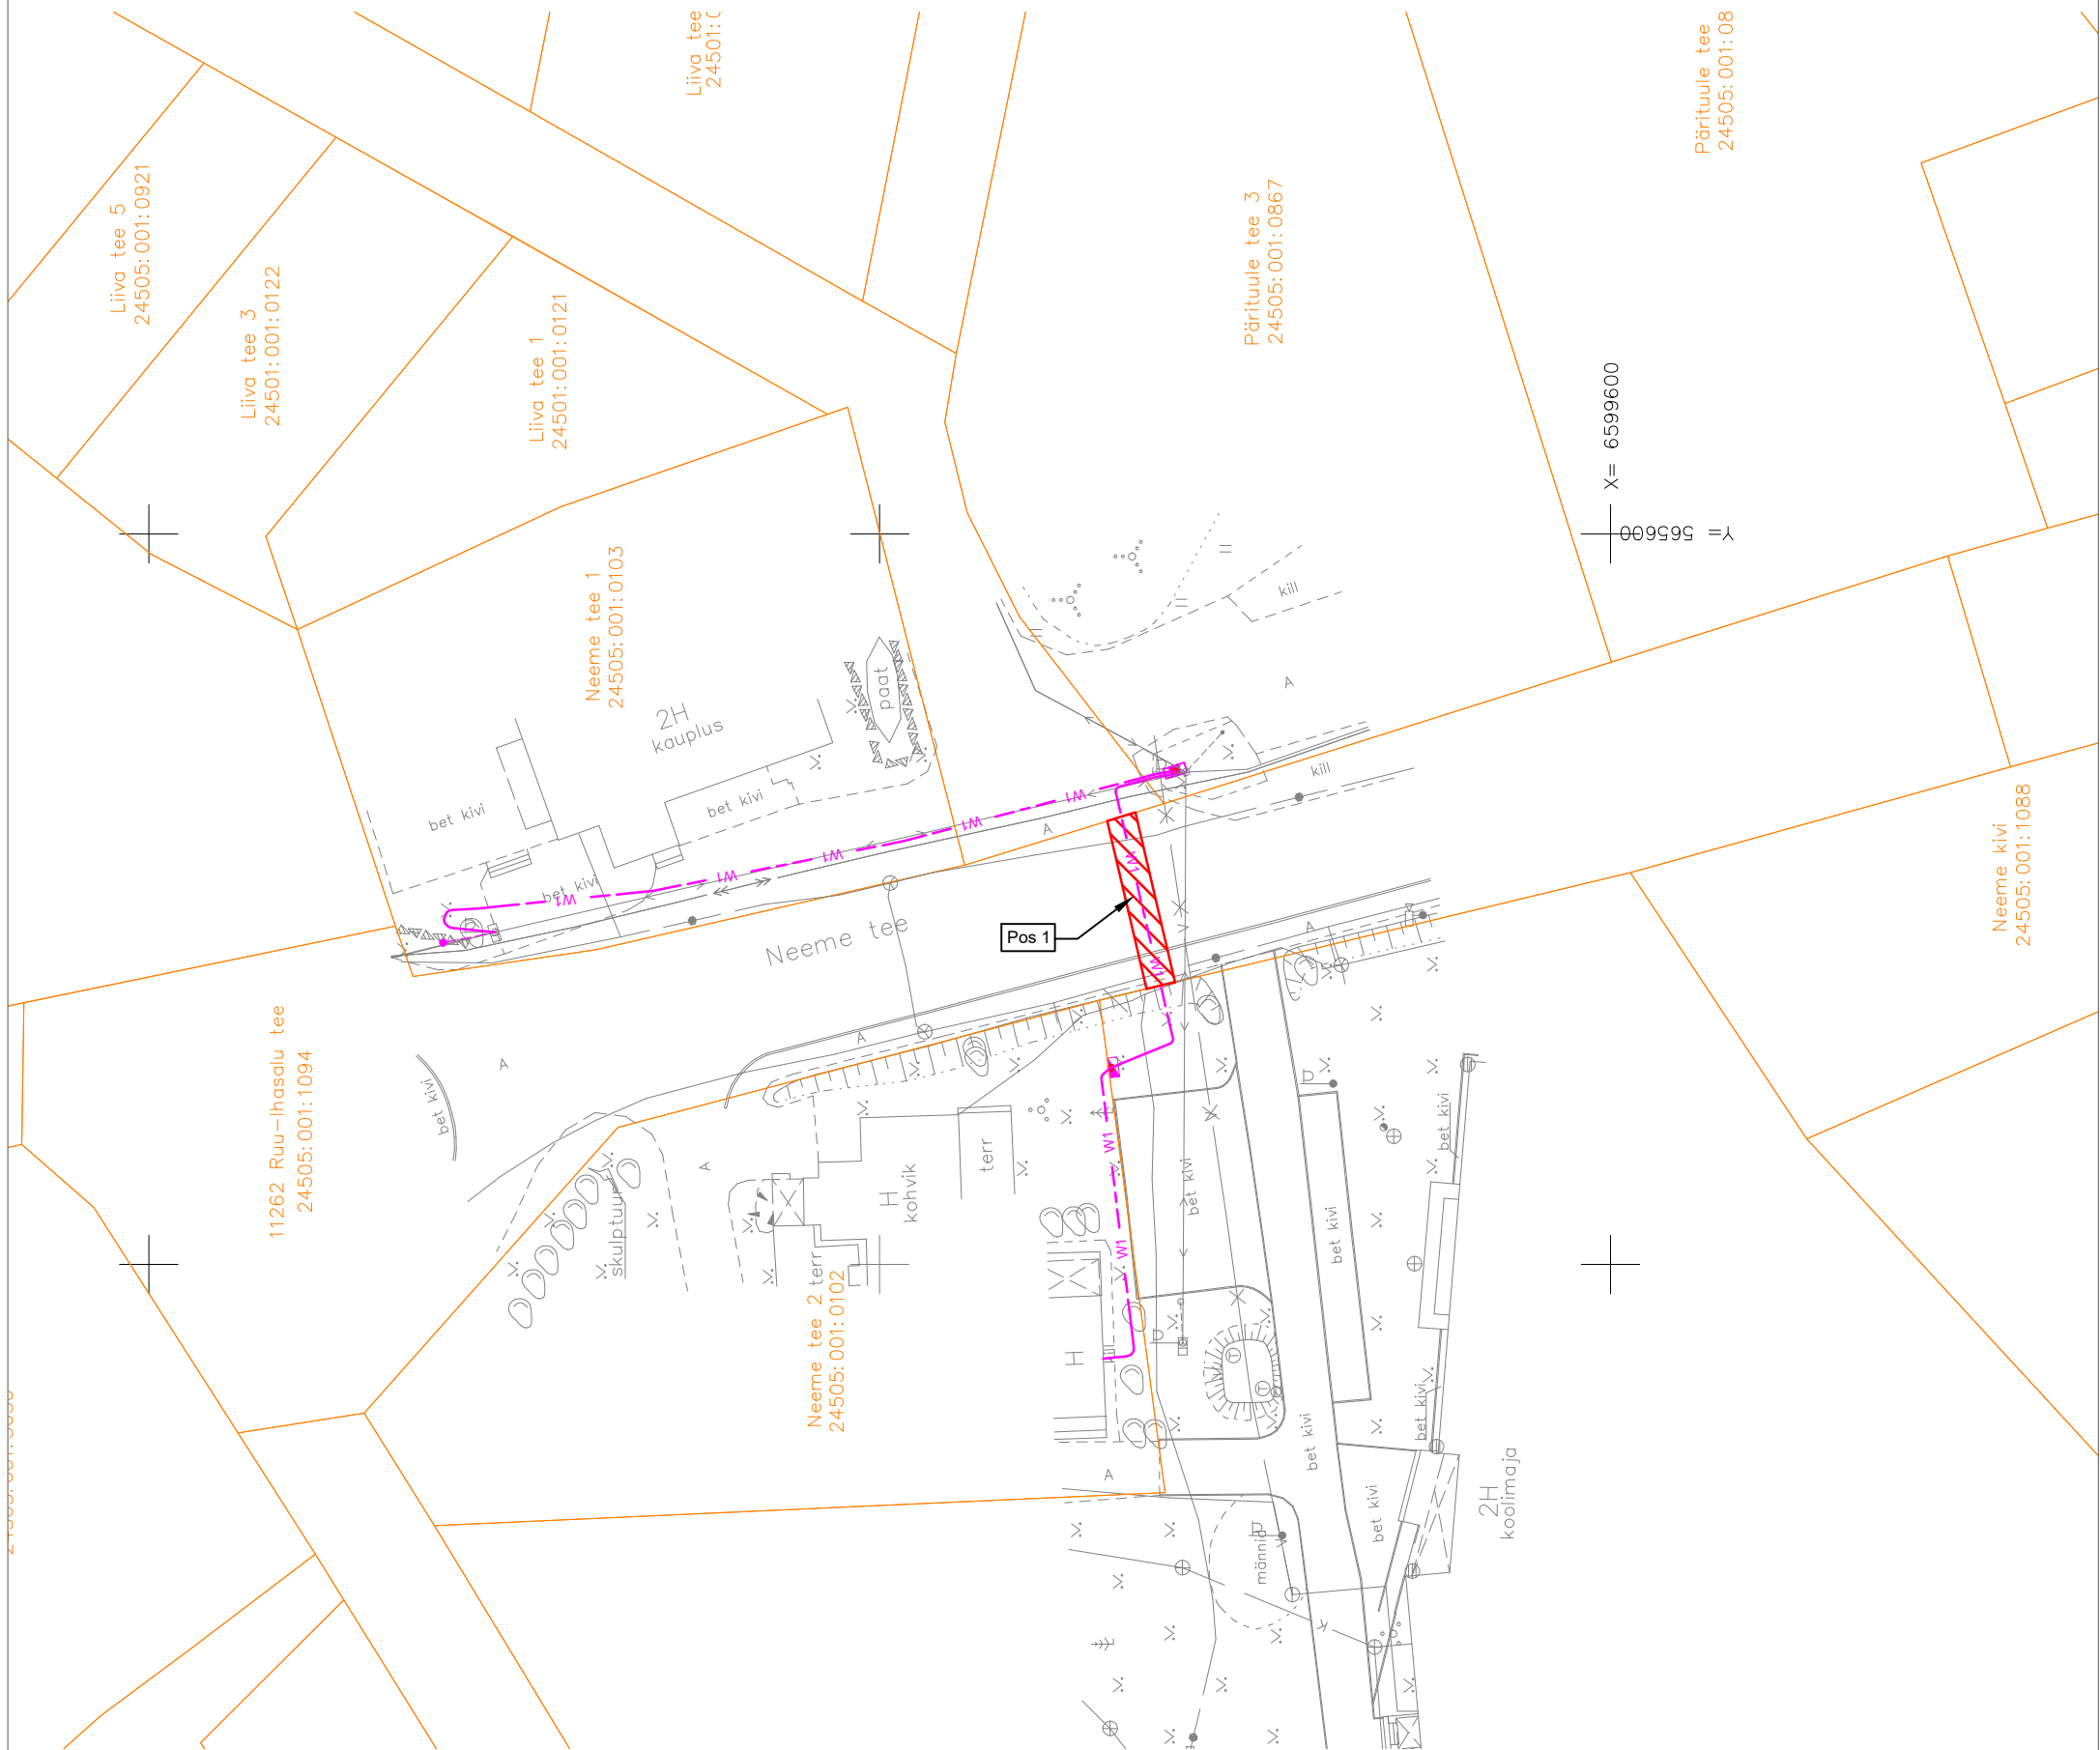 Liiva tee 5
24505:001:0921
Liiva tee 3
24501:001:0122
Liiva tee 1
24501:001:0121
Liiva tee
Pärituule tee 3
24505:001:0867
Pärituule tee
24505:001:08
X= 6599600
Y= 565600
Neeme tee 1
24505:001:0103
2H
kauplus
paat
bet kivi
bet kivi
bet kivi
kill
kill
A
A
W1
W1
W1
W1
W1
W1
W1
Pos 1
Neeme tee
A
Neeme kivi
24505:001:1088
11262 Ruu-Ihasalu tee
24505:001:1094
bet kivi
A
A
A
skulptuur
H
kohvik
terr
terr
Neeme tee 2
24505:001:0102
W1
W1
H
kill
A
bet kivi
bet kivi
bet kivi
bet kivi
bet kivi
bet kivi
bet kivi
2H
koolimaja
männid